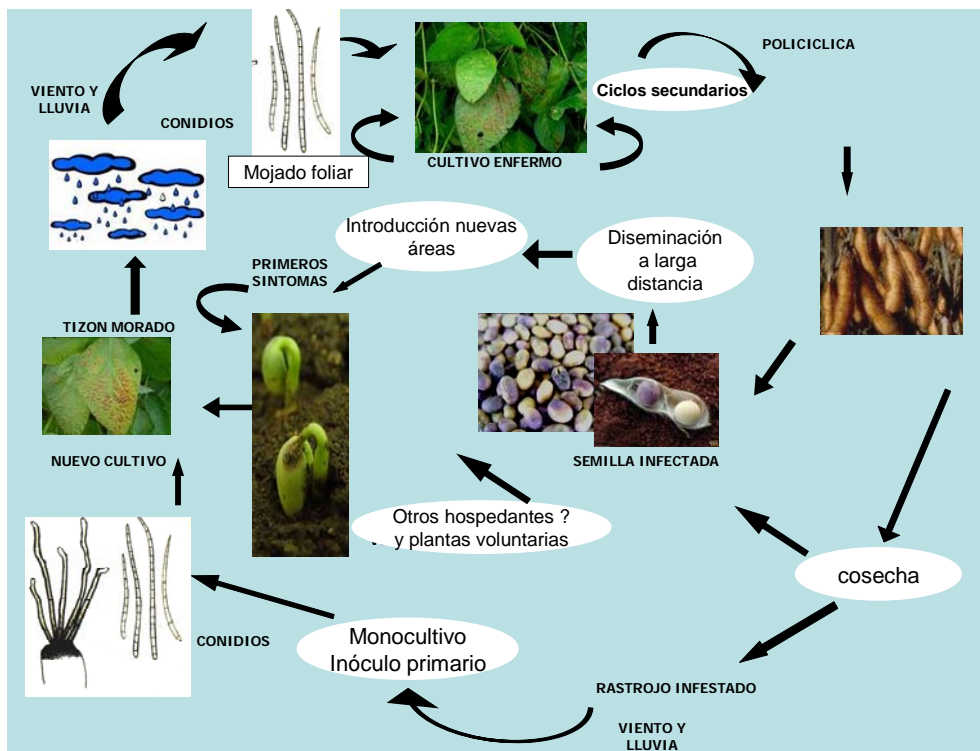 POLICICLICA
VIENTO Y
LLUVIA
CONIDIOS
Mojado foliar
CULTIVO ENFERMO
Ciclos secundarios
Introducción nuevas
áreas
Diseminación
a larga
distancia
PRIMEROS
SINTOMAS
TIZON MORADO
NUEVO CULTIVO
SEMILLA INFECTADA
Otros hospedantes ?
y plantas voluntarias
cosecha
CONIDIOS
Monocultivo
Inóculo primario
RASTROJO INFESTADO
VIENTO Y
LLUVIA